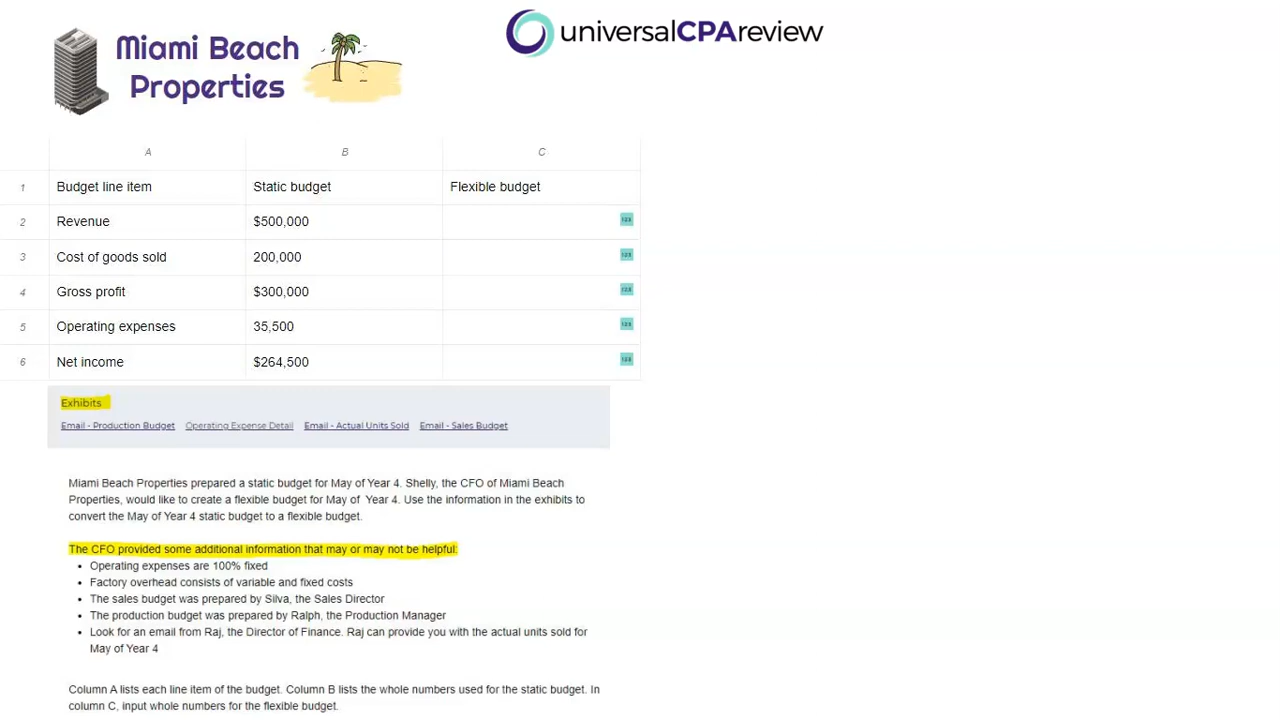 Miami Beach
Properties
universalCPAreview
A B C
1 Budget line item Static budget Flexible budget
2 Revenue $500,000 123
3 Cost of goods sold 200,000 123
4 Gross profit $300,000 123
5 Operating expenses 35,500 123
6 Net income $264,500 123
Exhibits
Email - Production Budget Operating Expense Detail Email - Actual Units Sold Email - Sales Budget
Miami Beach Properties prepared a static budget for May of Year 4. Shelly, the CFO of Miami Beach
Properties, would like to create a flexible budget for May of Year 4. Use the information in the exhibits to
convert the May of Year 4 static budget to a flexible budget.
The CFO provided some additional information that may or may not be helpful:
• Operating expenses are 100% fixed
• Factory overhead consists of variable and fixed costs
• The sales budget was prepared by Silva, the Sales Director
• The production budget was prepared by Ralph, the Production Manager
• Look for an email from Raj, the Director of Finance. Raj can provide you with the actual units sold for
May of Year 4
Column A lists each line item of the budget. Column B lists the whole numbers used for the static budget. In
column C, input whole numbers for the flexible budget.